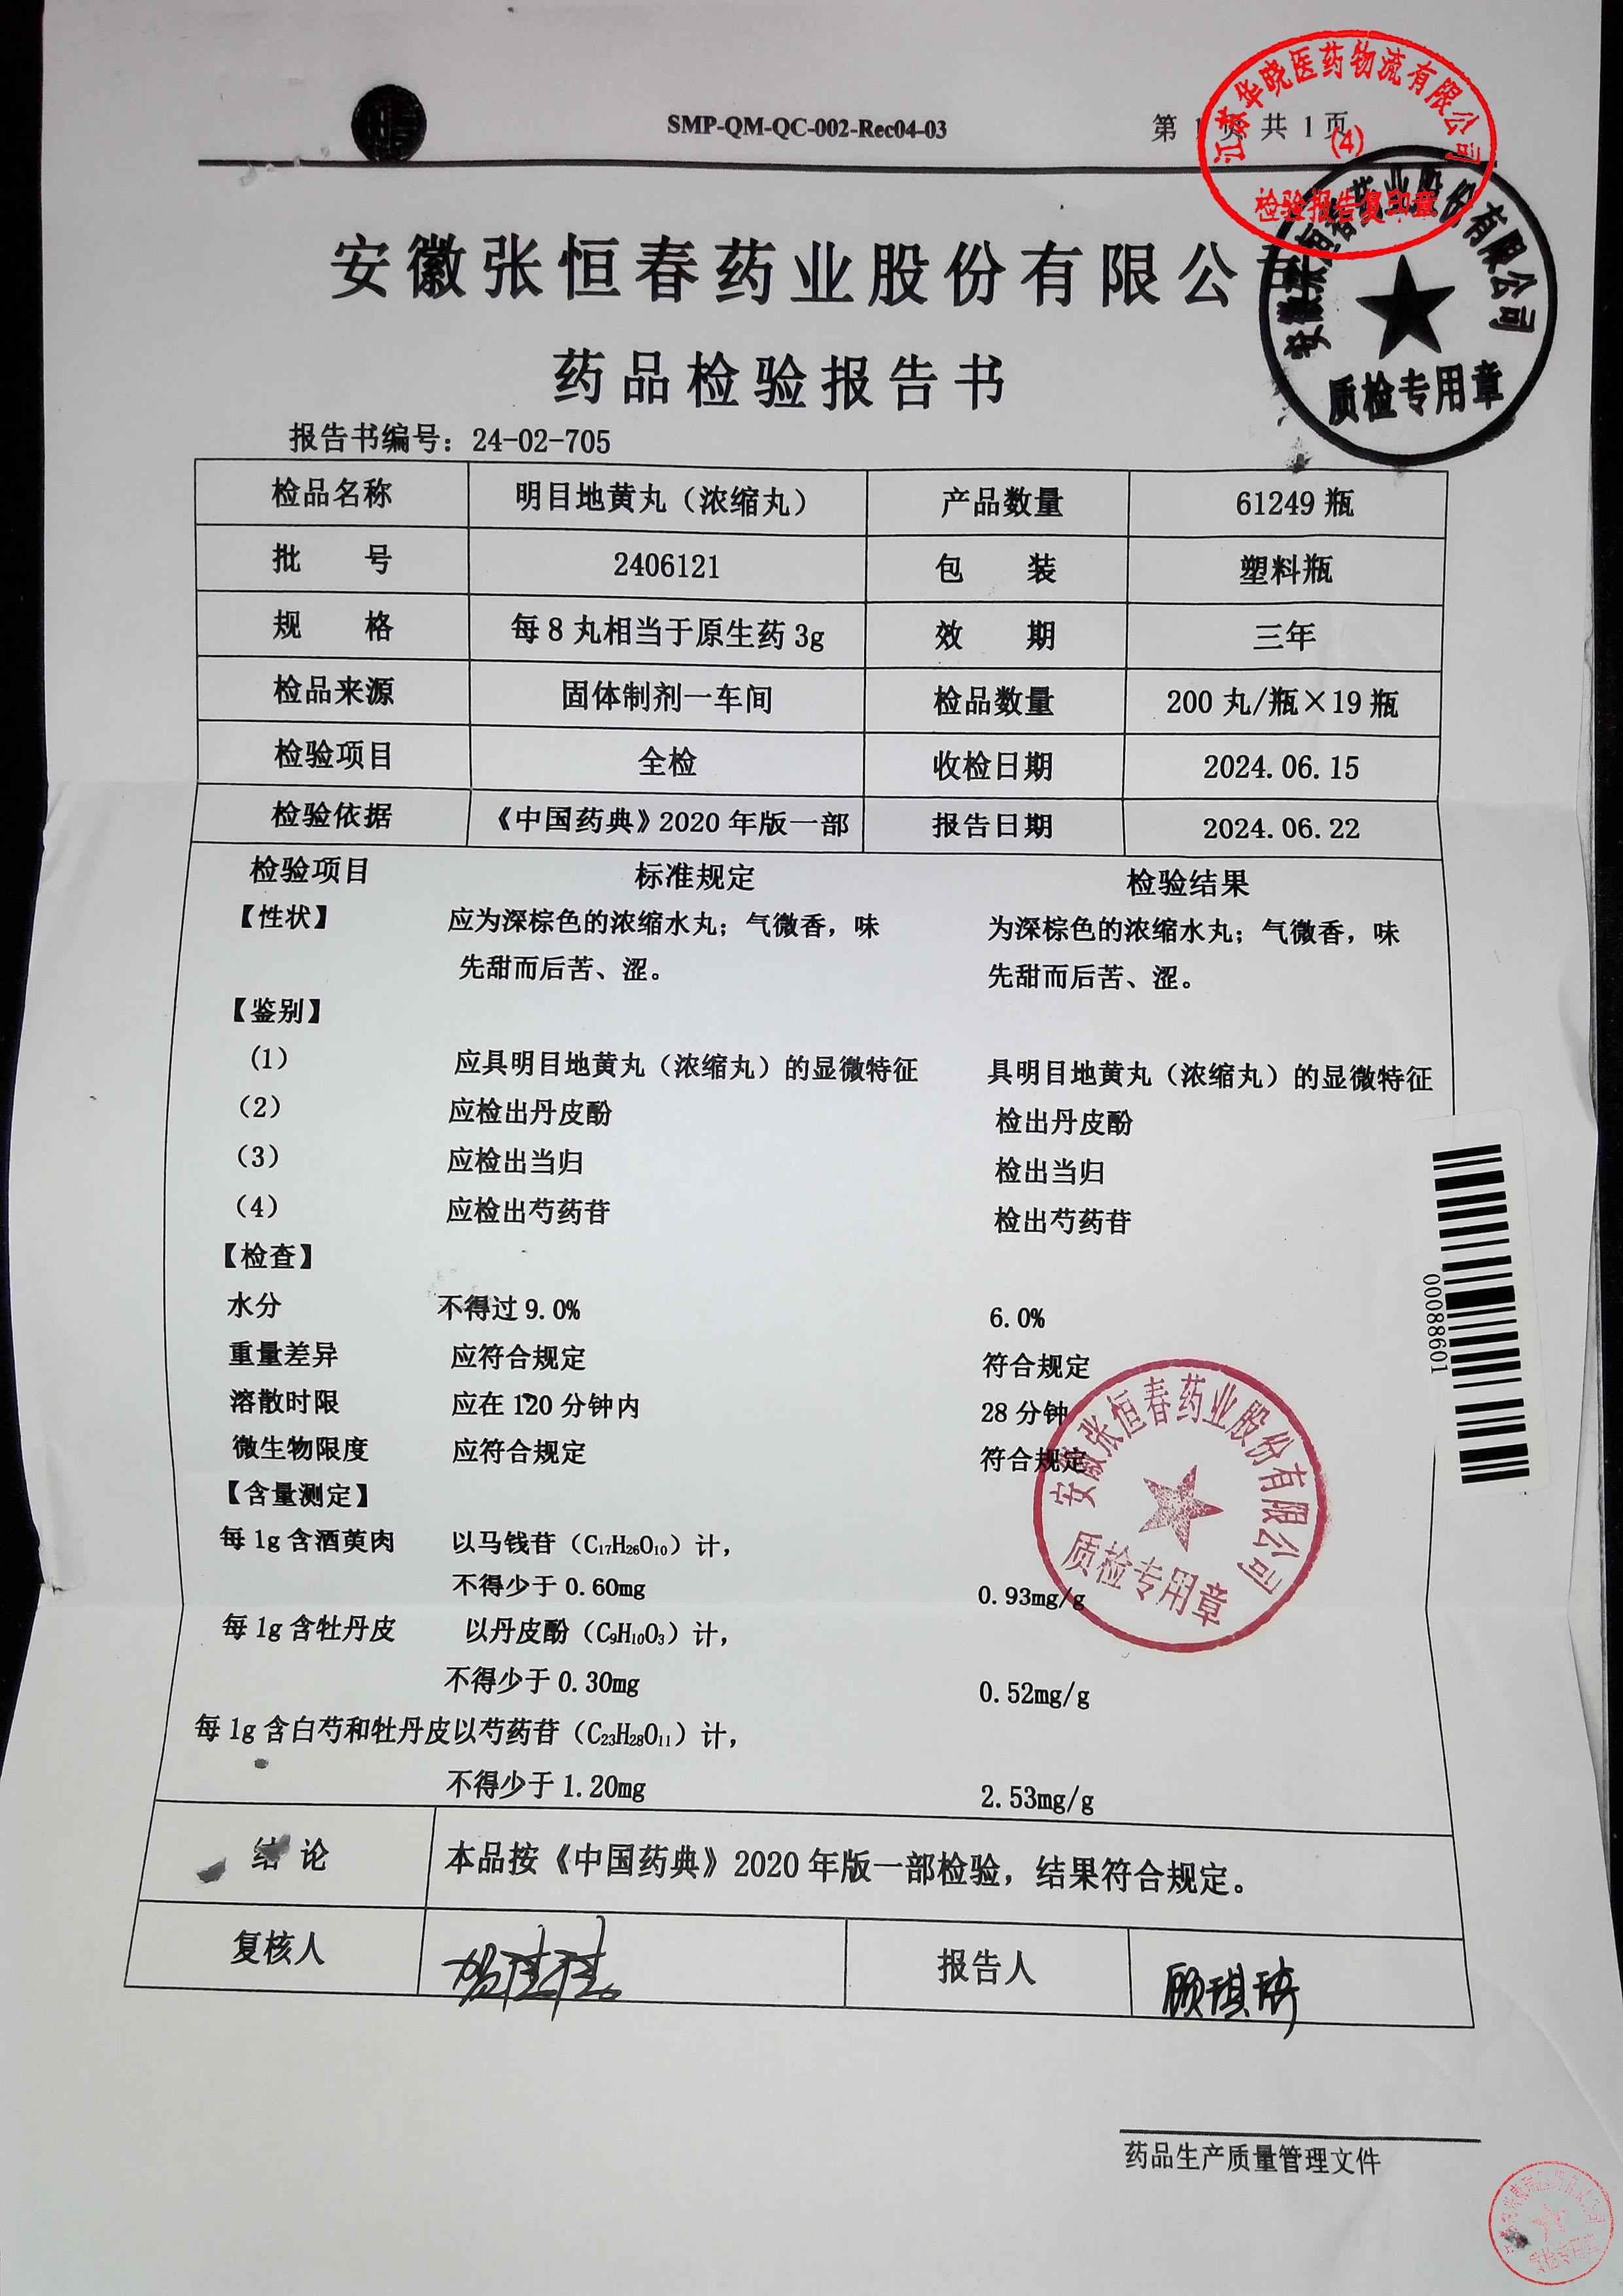 SMP-QM-QC-002-Rec04-03 第 1 页 共 1 页
江苏华晓医药物流有限公司
(4)
检验报告复印章
安徽张恒春药业股份有限公司
安徽张恒春药业股份有限公司
质检专用章
药品检验报告书
报告书编号：24-02-705
检品名称 明目地黄丸（浓缩丸） 产品数量 61249 瓶
批 号 2406121 包 装 塑料瓶
规 格 每 8 丸相当于原生药 3g 效 期 三年
检品来源 固体制剂一车间 检品数量 200 丸/瓶×19 瓶
检验项目 全检 收检日期 2024.06.15
检验依据 《中国药典》2020 年版一部 报告日期 2024.06.22
检验项目 标准规定 检验结果
【性状】 应为深棕色的浓缩水丸；气微香，味 为深棕色的浓缩水丸；气微香，味
先甜而后苦、涩。 先甜而后苦、涩。
【鉴别】
（1） 应具明目地黄丸（浓缩丸）的显微特征 具明目地黄丸（浓缩丸）的显微特征
（2） 应检出丹皮酚 检出丹皮酚
（3） 应检出当归 检出当归
（4） 应检出芍药苷 检出芍药苷
【检查】
水分 不得过 9.0% 6.0%
重量差异 应符合规定 符合规定
溶散时限 应在 120 分钟内 28 分钟
微生物限度 应符合规定 符合规定
【含量测定】
每 1g 含酒萸肉 以马钱苷（C₁₇H₂₆O₁₀）计，
不得少于 0.60mg 0.93mg/g
每 1g 含牡丹皮 以丹皮酚（C₉H₁₀O₃）计，
不得少于 0.30mg 0.52mg/g
每 1g 含白芍和牡丹皮以芍药苷（C₂₃H₂₈O₁₁）计，
不得少于 1.20mg 2.53mg/g
安徽张恒春药业股份有限公司
质检专用章
00088601
结 论 本品按《中国药典》2020 年版一部检验，结果符合规定。
复核人 报告人
药品生产质量管理文件
质检专用章